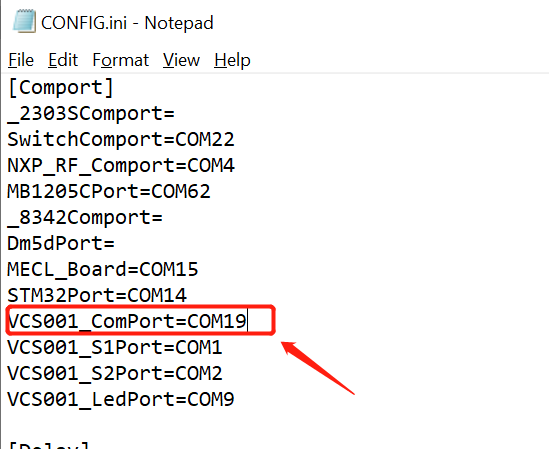 CONFIG.ini - Notepad
File Edit Format View Help
[Comport]
_2303SComport=
SwitchComport=COM22
NXP_RF_Comport=COM4
MB1205CPort=COM62
_8342Comport=
Dm5dPort=
MECL_Board=COM15
STM32Port=COM14
VCS001_ComPort=COM19
VCS001_S1Port=COM1
VCS001_S2Port=COM2
VCS001_LedPort=COM9